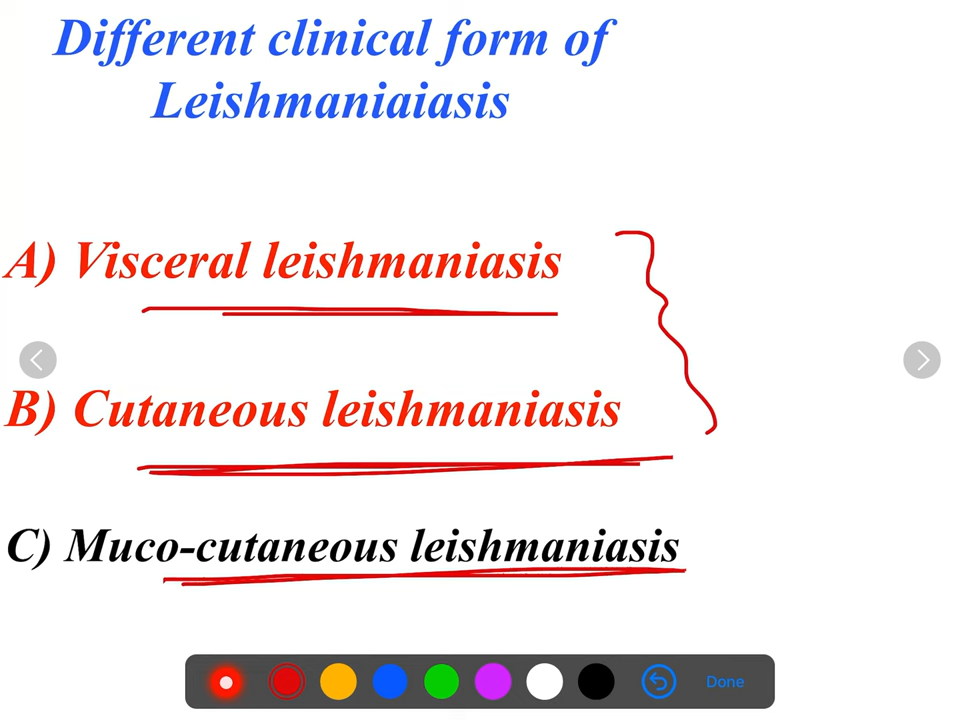 Different clinical form of
Leishmaniaiasis
A) Visceral leishmaniasis
B) Cutaneous leishmaniasis
C) Muco-cutaneous leishmaniasis
Done